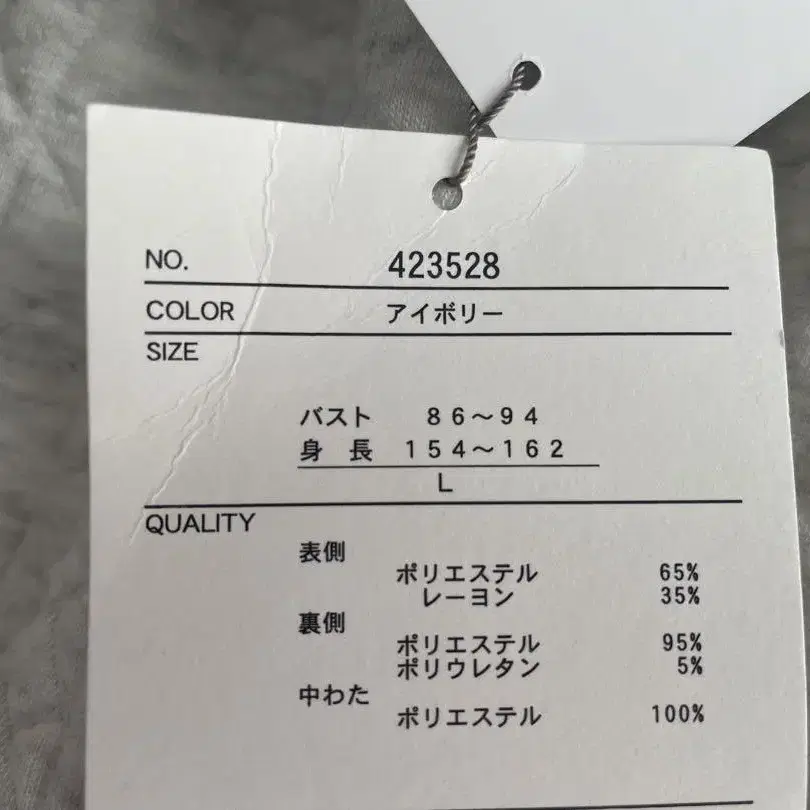 NO. 423528
COLOR アイボリー
SIZE
バスト 86～94
身長 154～162
L
QUALITY
表側
ポリエステル 65%
レーヨン 35%
裏側
ポリエステル 95%
ポリウレタン 5%
中わた
ポリエステル 100%